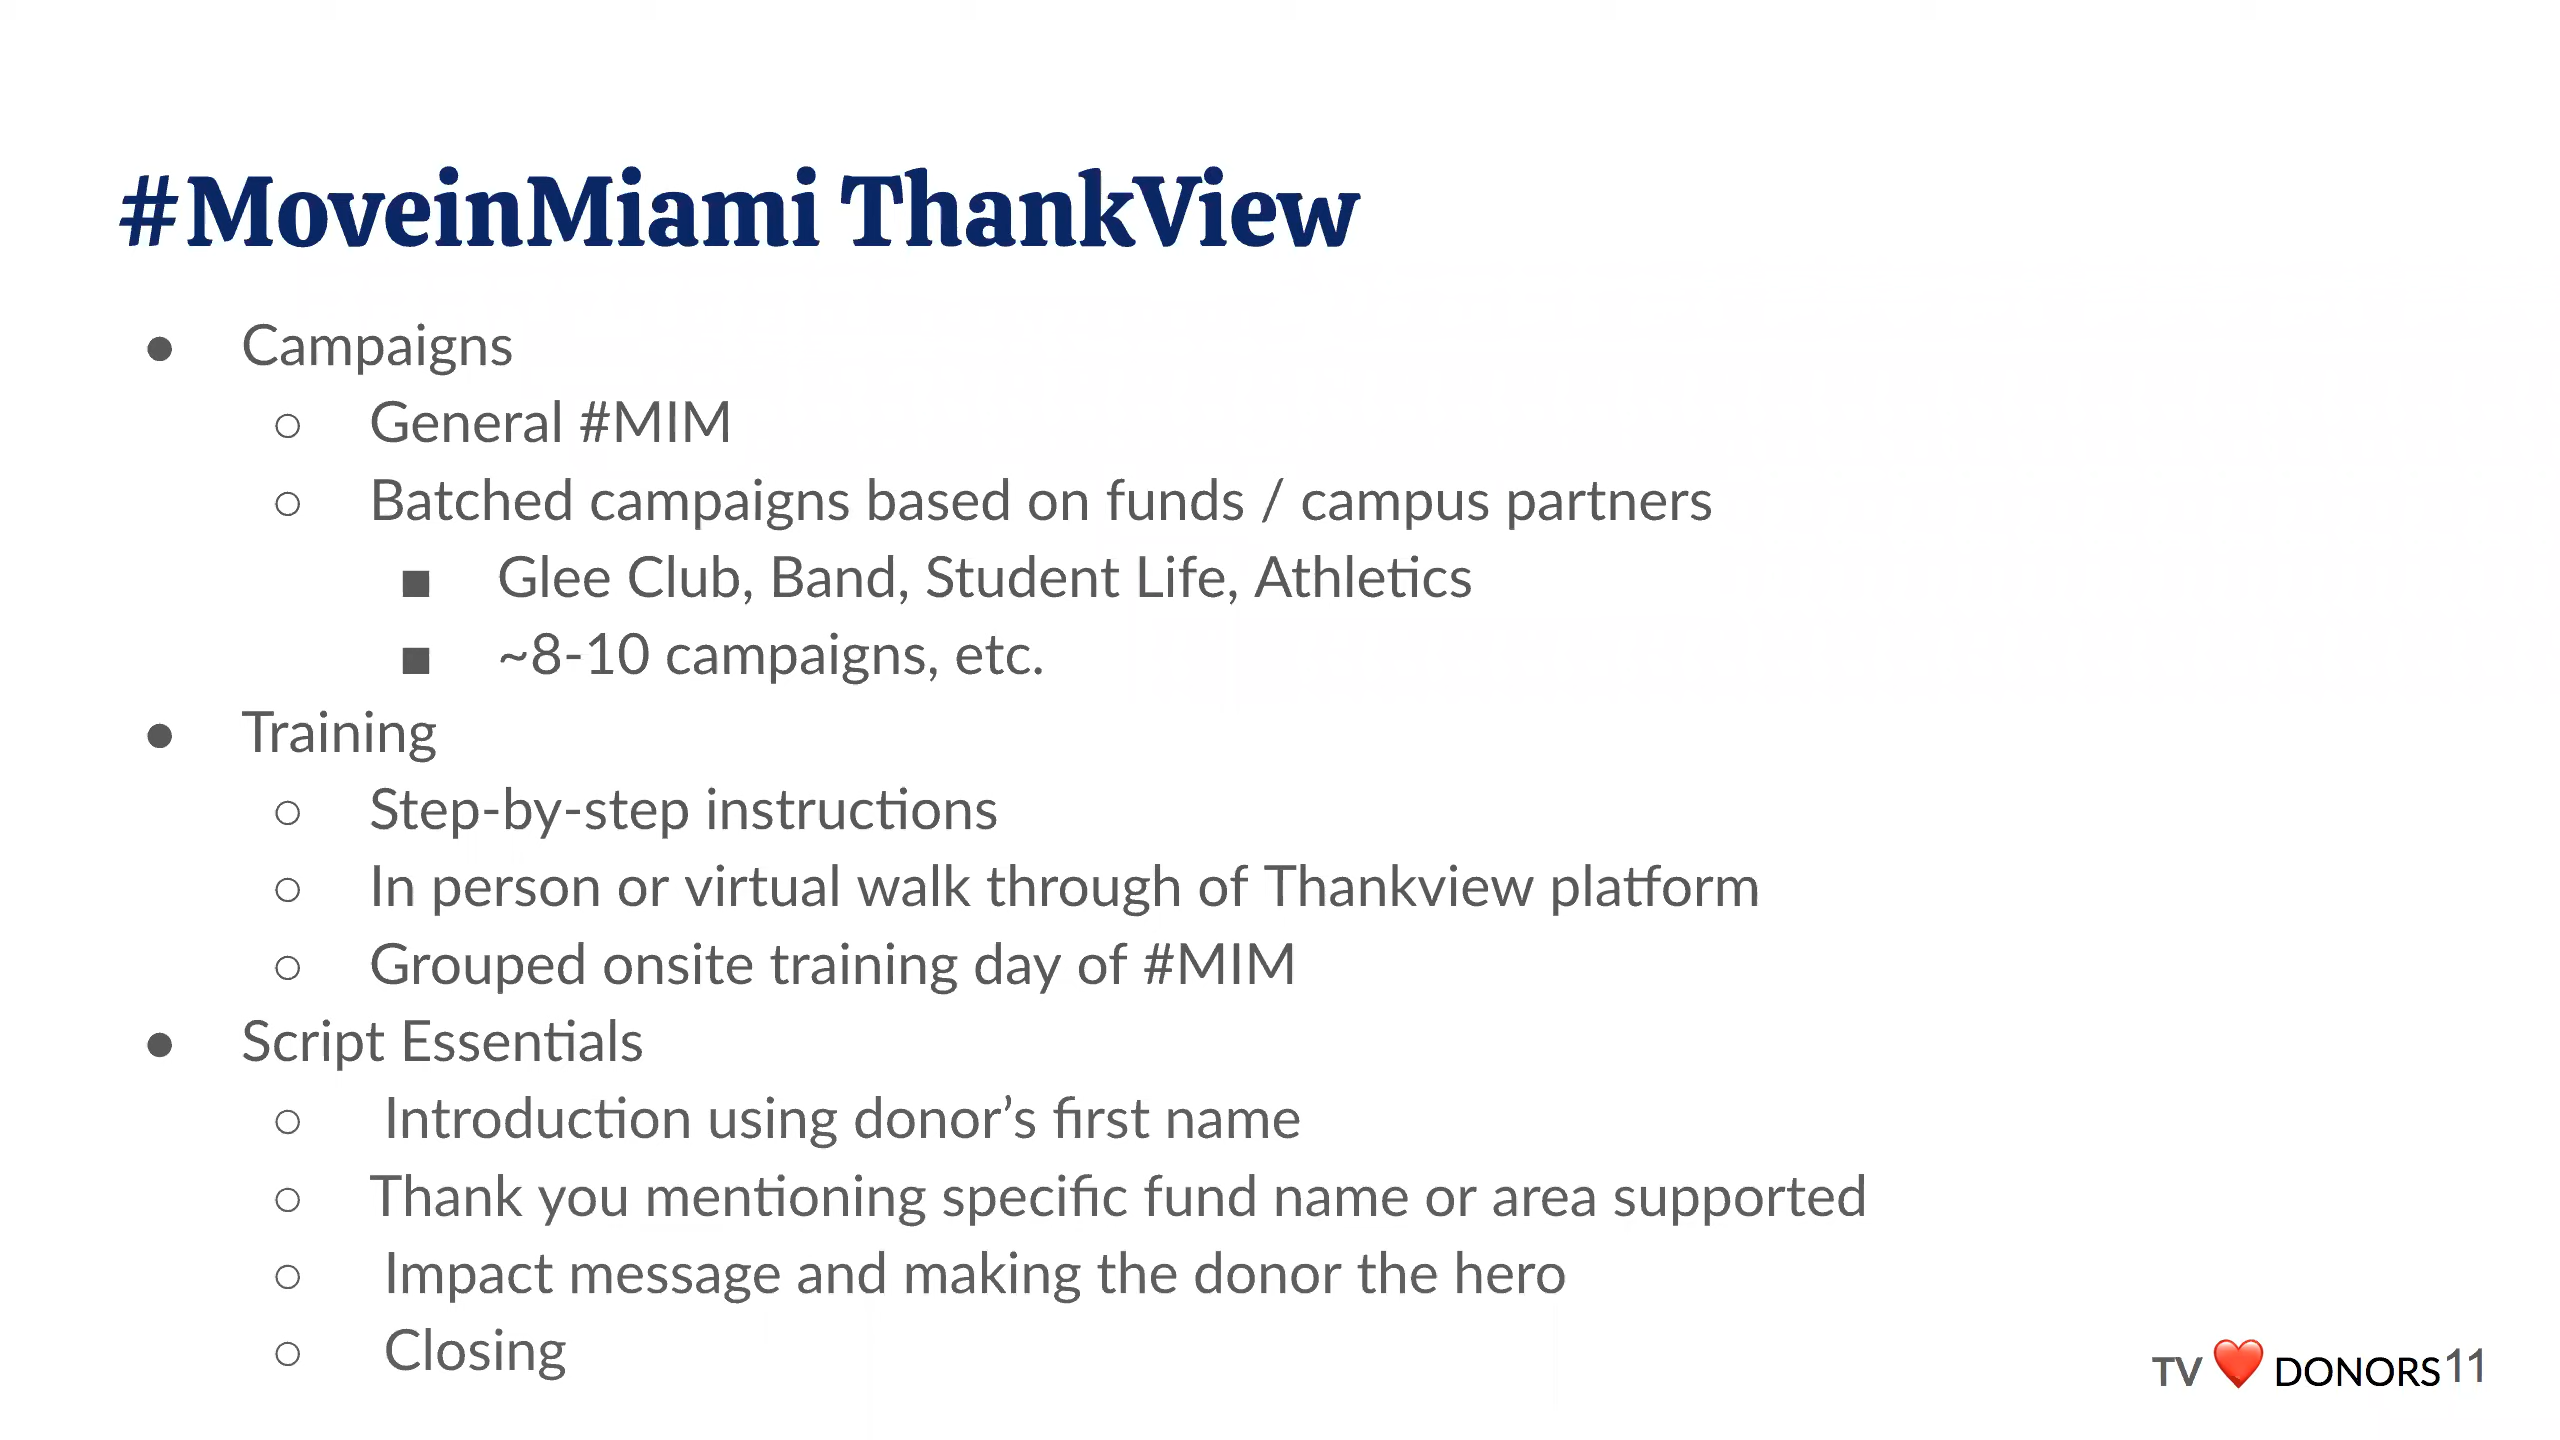 #MoveinMiami ThankView
● Campaigns
○ General #MIM
○ Batched campaigns based on funds / campus partners
■ Glee Club, Band, Student Life, Athletics
■ ~8-10 campaigns, etc.
● Training
○ Step-by-step instructions
○ In person or virtual walk through of Thankview platform
○ Grouped onsite training day of #MIM
● Script Essentials
○ Introduction using donor’s first name
○ Thank you mentioning specific fund name or area supported
○ Impact message and making the donor the hero
○ Closing
TV ❤️ DONORS 11